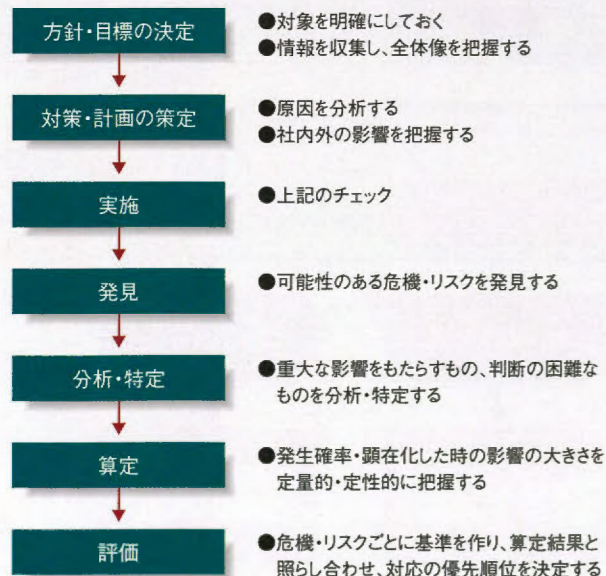 方針・目標の決定
●対象を明確にしておく
●情報を収集し、全体像を把握する
対策・計画の策定
●原因を分析する
●社内外の影響を把握する
実施
●上記のチェック
発見
●可能性のある危機・リスクを発見する
分析・特定
●重大な影響をもたらすもの、判断の困難な
ものを分析・特定する
算定
●発生確率・顕在化した時の影響の大きさを
定量的・定性的に把握する
評価
●危機・リスクごとに基準を作り、算定結果と
照らし合わせ、対応の優先順位を決定する